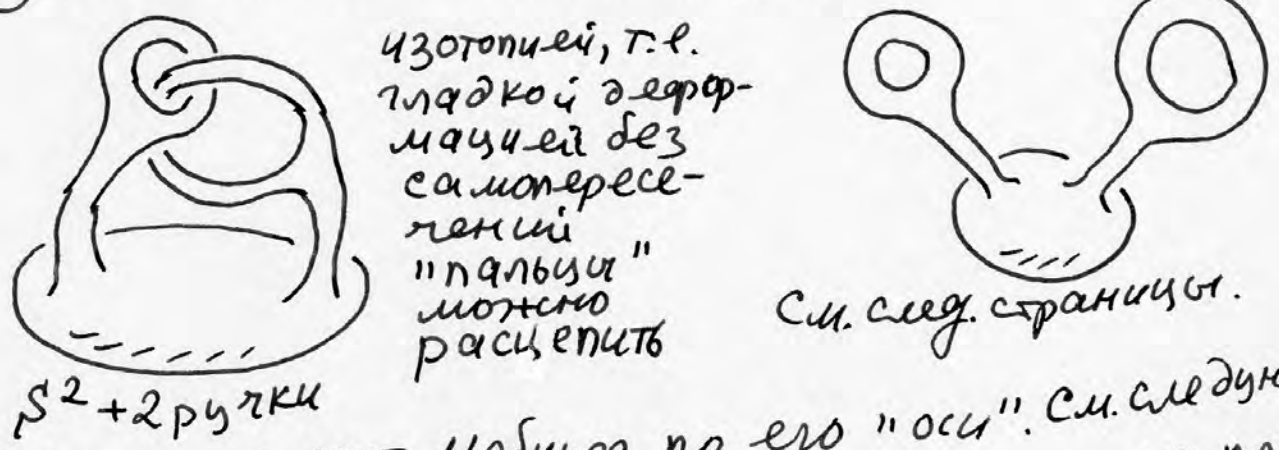 изотопией, т.е.
гладкой дефор-
мацией без
самопересе-
чений
"пальцы"
можно
расцепить
См. след. страницы.
S² + 2 ручки
по его "оси". См. следую